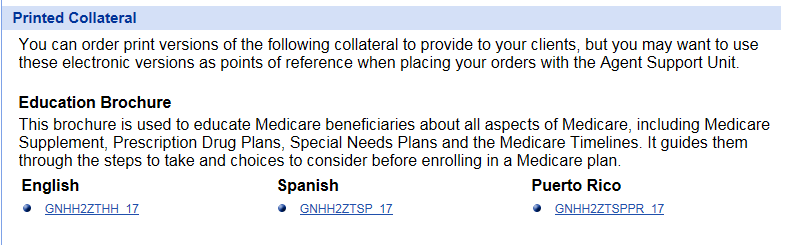 Printed Collateral
You can order print versions of the following collateral to provide to your clients, but you may want to use
these electronic versions as points of reference when placing your orders with the Agent Support Unit.
Education Brochure
This brochure is used to educate Medicare beneficiaries about all aspects of Medicare, including Medicare
Supplement, Prescription Drug Plans, Special Needs Plans and the Medicare Timelines. It guides them
through the steps to take and choices to consider before enrolling in a Medicare plan.
English Spanish Puerto Rico
GNHH2ZTHH_17 GNHH2ZTSP_17 GNHH2ZTSPPR_17